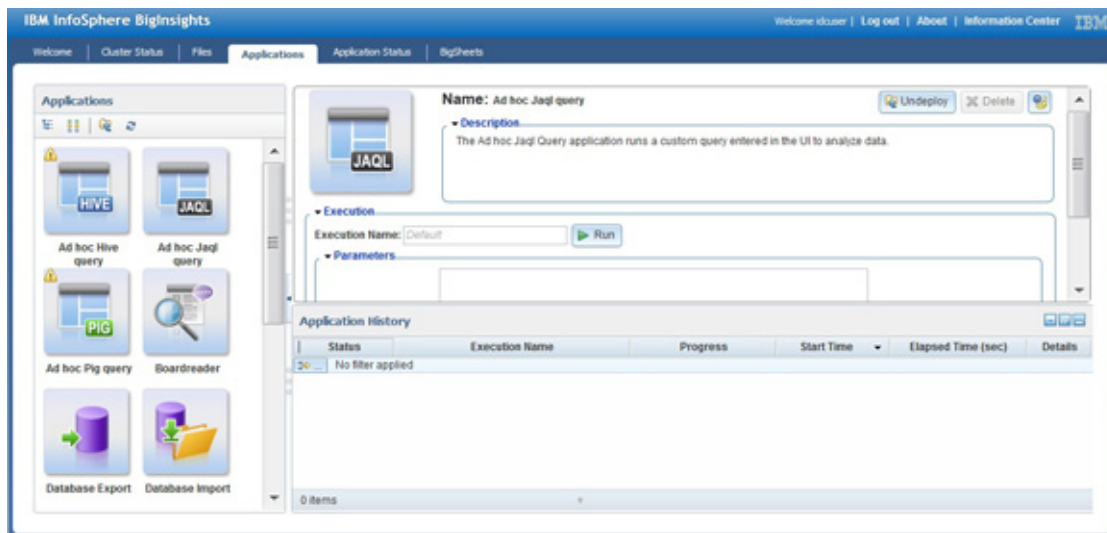 IBM InfoSphere BigInsights
Welcome idcuser | Log out | About | Information Center IBM
Welcome | Cluster Status | Files | Applications | Application Status | BigSheets
Applications
HIVE
Ad hoc Hive query
JAQL
Ad hoc Jaql query
PIG
Ad hoc Pig query
Boardreader
Database Export
Database Import
JAQL
Name: Ad hoc Jaql query
Undeploy
Delete
Description
The Ad hoc Jaql Query application runs a custom query entered in the UI to analyze data.
Execution
Execution Name: Default
Run
Parameters
Application History
Status Execution Name Progress Start Time Elapsed Time (sec) Details
... No filter applied
0 items